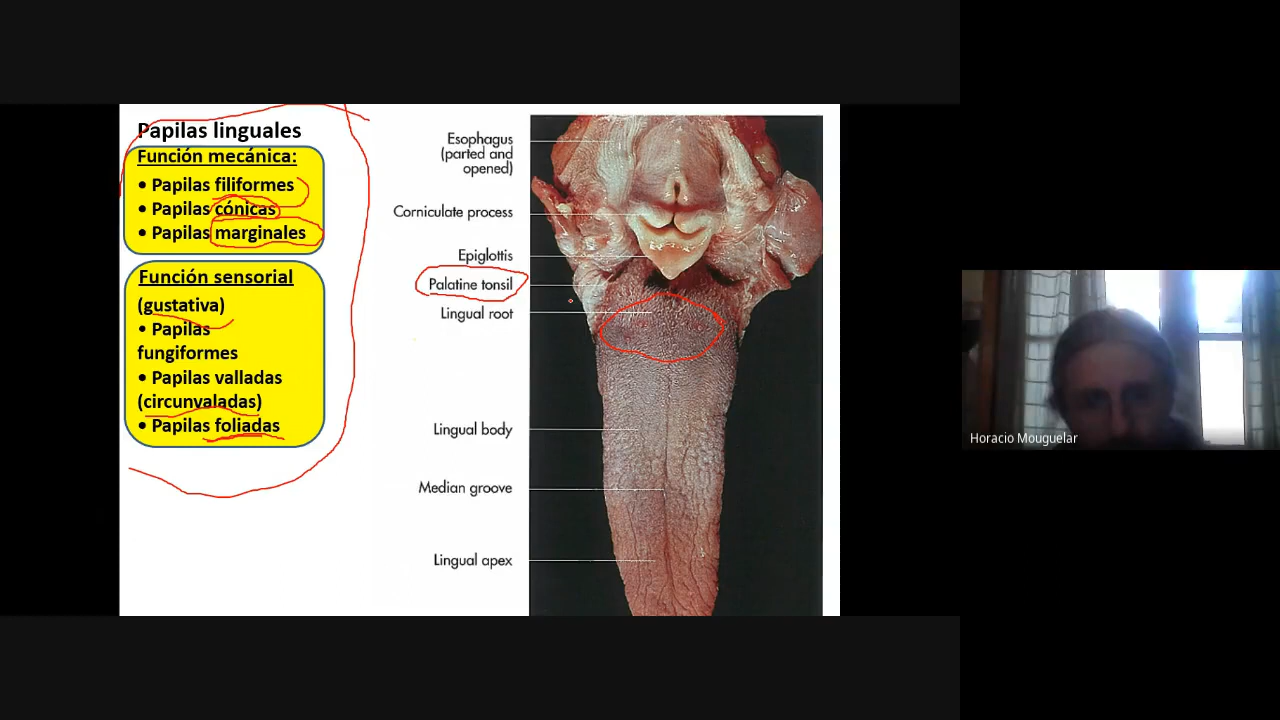 Papilas linguales
Función mecánica:
• Papilas filiformes
• Papilas cónicas
• Papilas marginales
Función sensorial
(gustativa)
• Papilas
fungiformes
• Papilas valladas
(circunvaladas)
• Papilas foliadas
Esophagus
(parted and
opened)
Corniculate process
Epiglottis
Palatine tonsil
Lingual root
Lingual body
Median groove
Lingual apex
Horacio Mouguelar